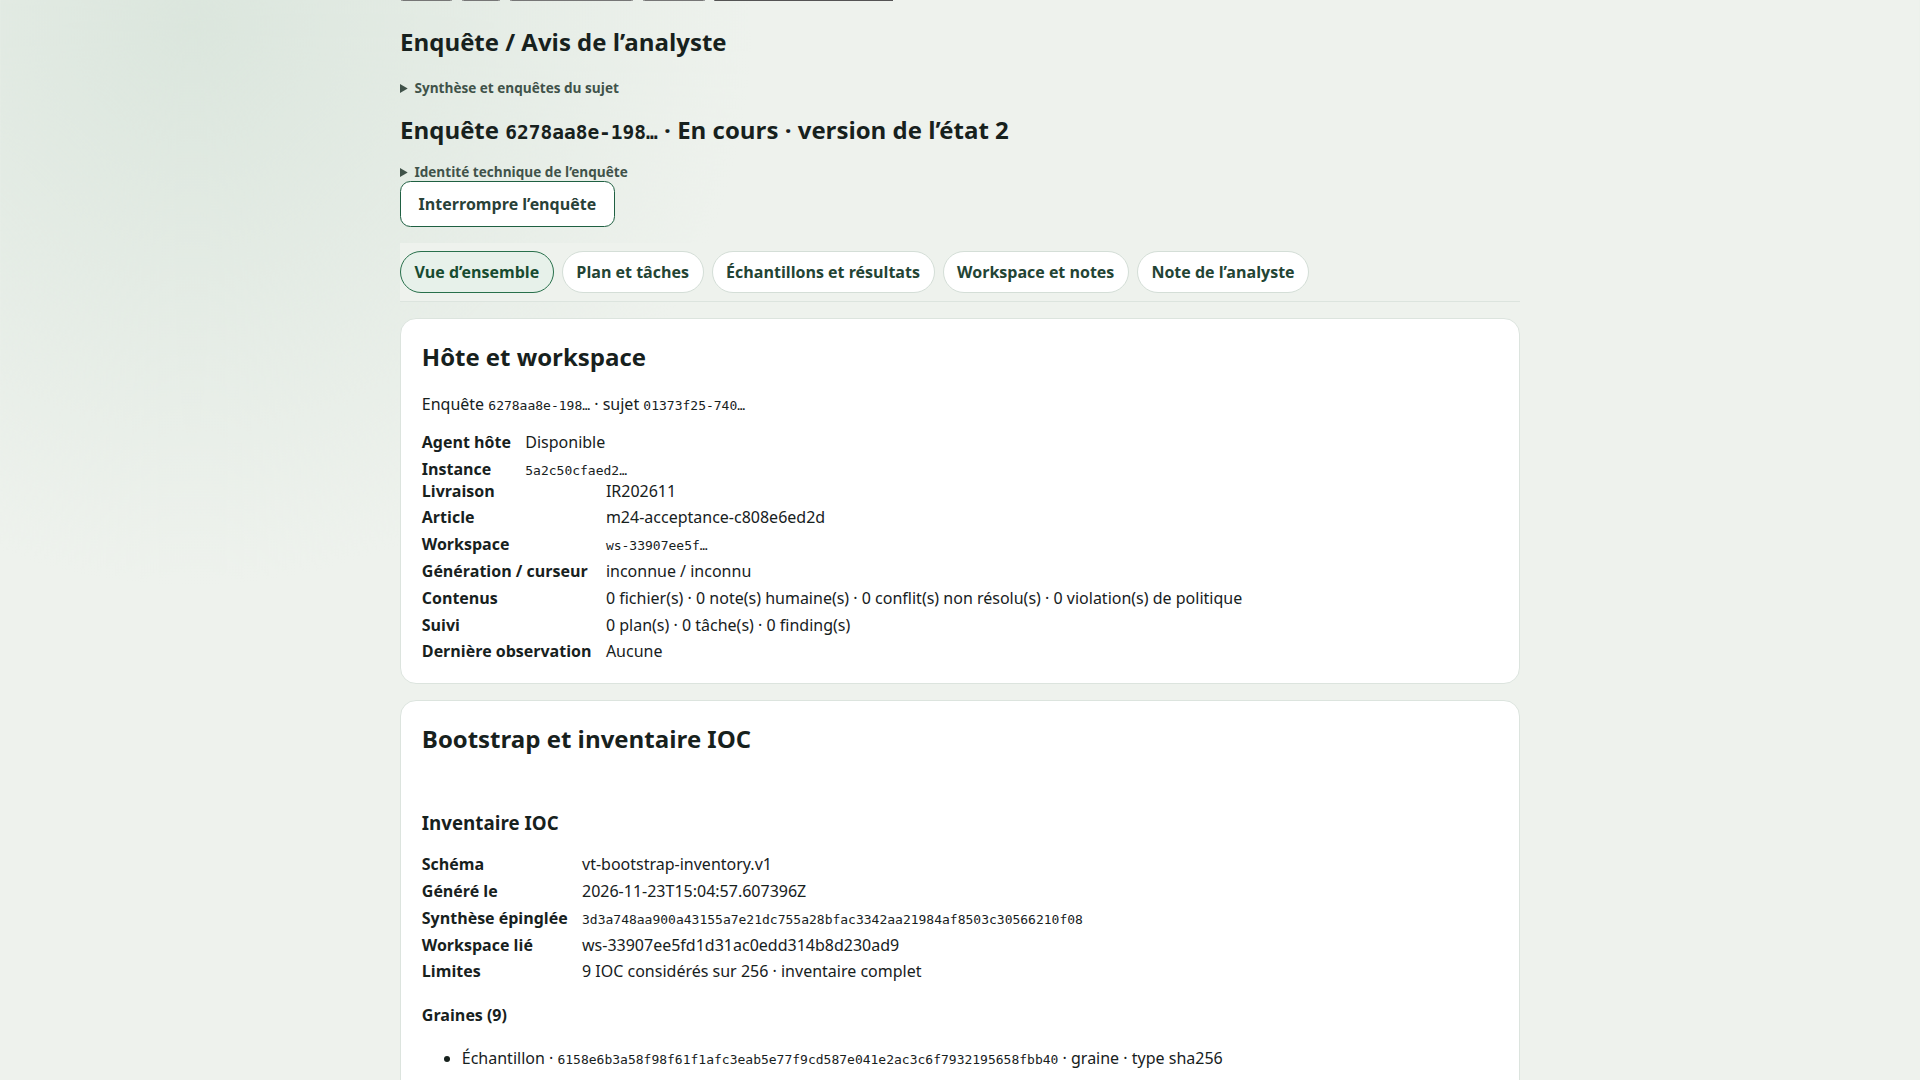 Enquête / Avis de l’analyste
▶ Synthèse et enquêtes du sujet
Enquête 6278aa8e-198… · En cours · version de l’état 2
▶ Identité technique de l’enquête
Interrompre l’enquête
Vue d’ensemble Plan et tâches Échantillons et résultats Workspace et notes Note de l’analyste
Hôte et workspace
Enquête 6278aa8e-198… · sujet 01373f25-740…
Agent hôte Disponible
Instance 5a2c50cfaed2…
Livraison IR202611
Article m24-acceptance-c808e6ed2d
Workspace ws-33907ee5f…
Génération / curseur inconnue / inconnu
Contenus 0 fichier(s) · 0 note(s) humaine(s) · 0 conflit(s) non résolu(s) · 0 violation(s) de politique
Suivi 0 plan(s) · 0 tâche(s) · 0 finding(s)
Dernière observation Aucune
Bootstrap et inventaire IOC
Inventaire IOC
Schéma vt-bootstrap-inventory.v1
Généré le 2026-11-23T15:04:57.607396Z
Synthèse épinglée 3d3a748aa900a43155a7e21dc755a28bfac3342aa21984af8503c30566210f08
Workspace lié ws-33907ee5fd1d31ac0edd314b8d230ad9
Limites 9 IOC considérés sur 256 · inventaire complet
Graines (9)
• Échantillon · 6158e6b3a58f98f61f1afc3eab5e77f9cd587e041e2ac3c6f7932195658fbb40 · graine · type sha256